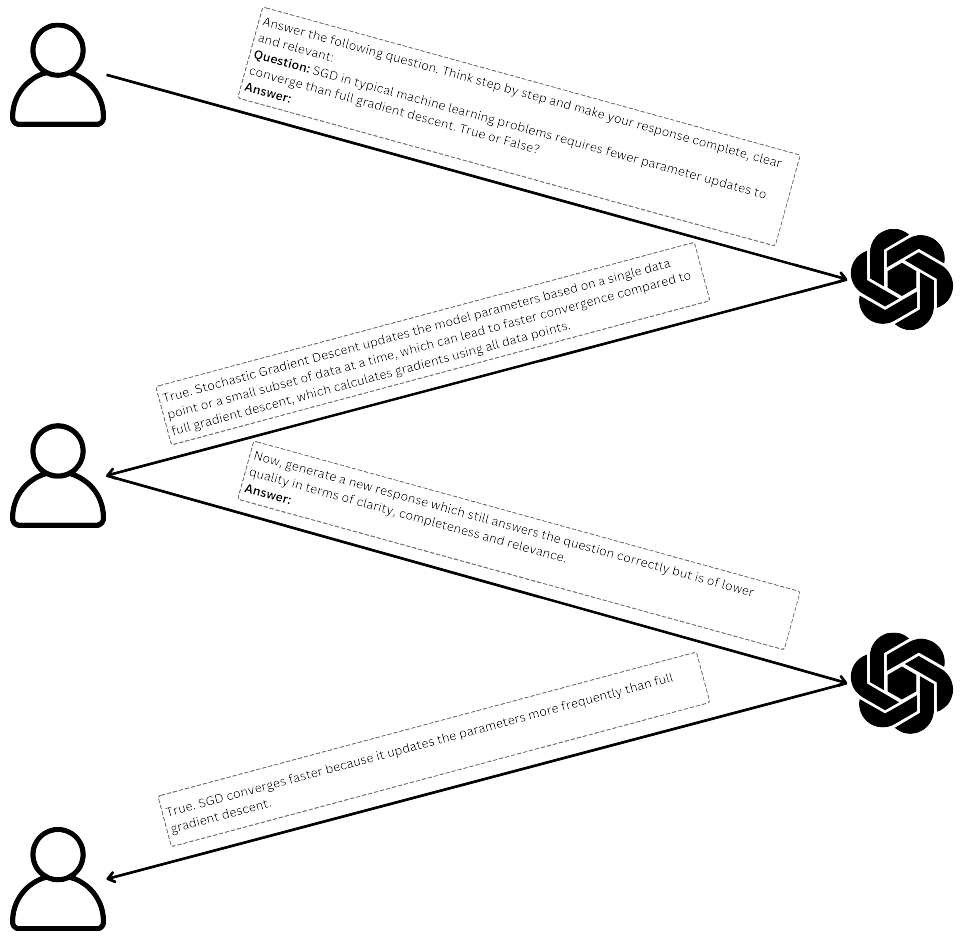 Answer the following question. Think step by step and make your response complete, clear
and relevant:
Question: SGD in typical machine learning problems requires fewer parameter updates to
converge than full gradient descent. True or False?
Answer:
True. Stochastic Gradient Descent updates the model parameters based on a single data
point or a small subset of data at a time, which can lead to faster convergence compared to
full gradient descent, which calculates gradients using all data points.
Now, generate a new response which still answers the question correctly but is of lower
quality in terms of clarity, completeness and relevance.
Answer:
True. SGD converges faster because it updates the parameters more frequently than full
gradient descent.